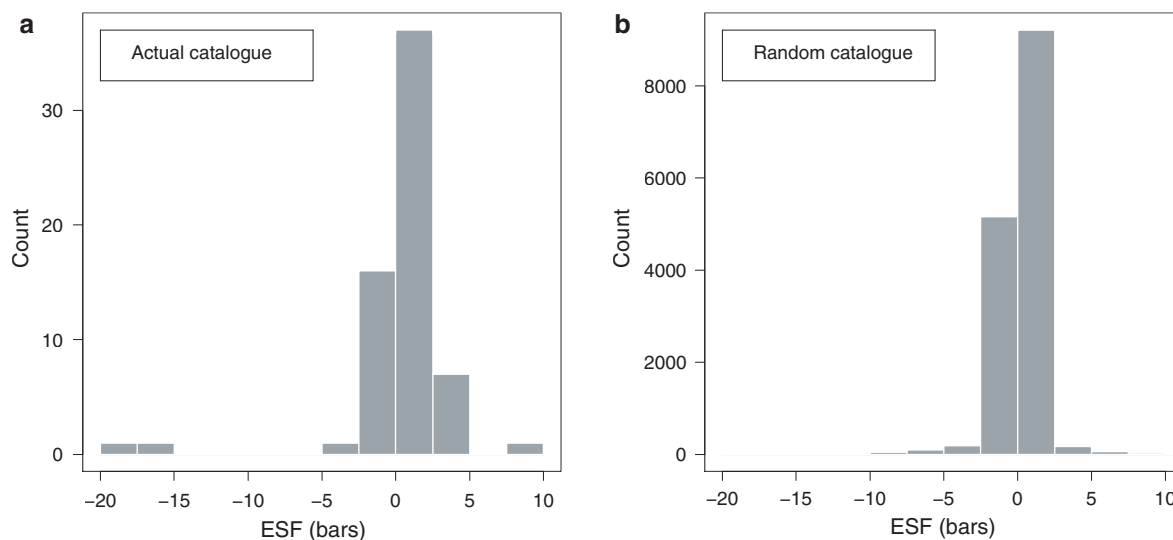 a
Actual catalogue
Count
30
20
10
0
−20 −15 −10 −5 0 5 10
ESF (bars)
b
Random catalogue
Count
8000
6000
4000
2000
0
−20 −15 −10 −5 0 5 10
ESF (bars)